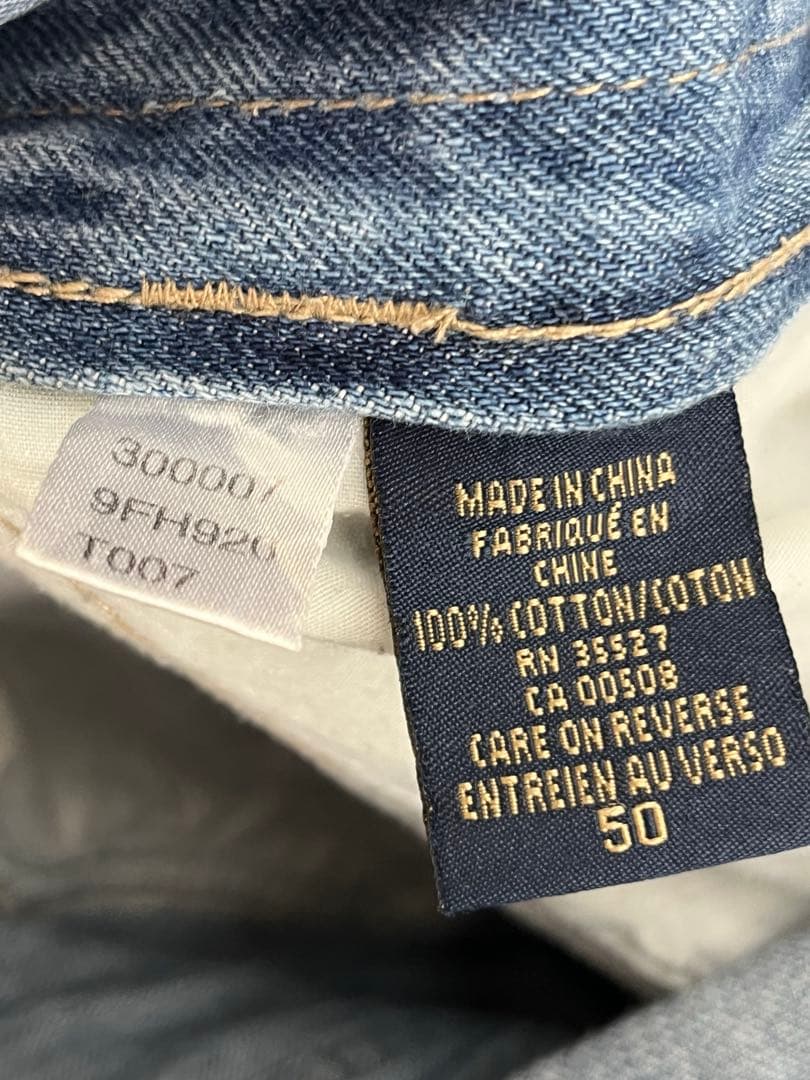 300007
9FH920
T007
MADE IN CHINA
FABRIQUÉ EN
CHINE
100% COTTON/COTON
RN 35527
CA 00508
CARE ON REVERSE
ENTREIEN AU VERSO
50